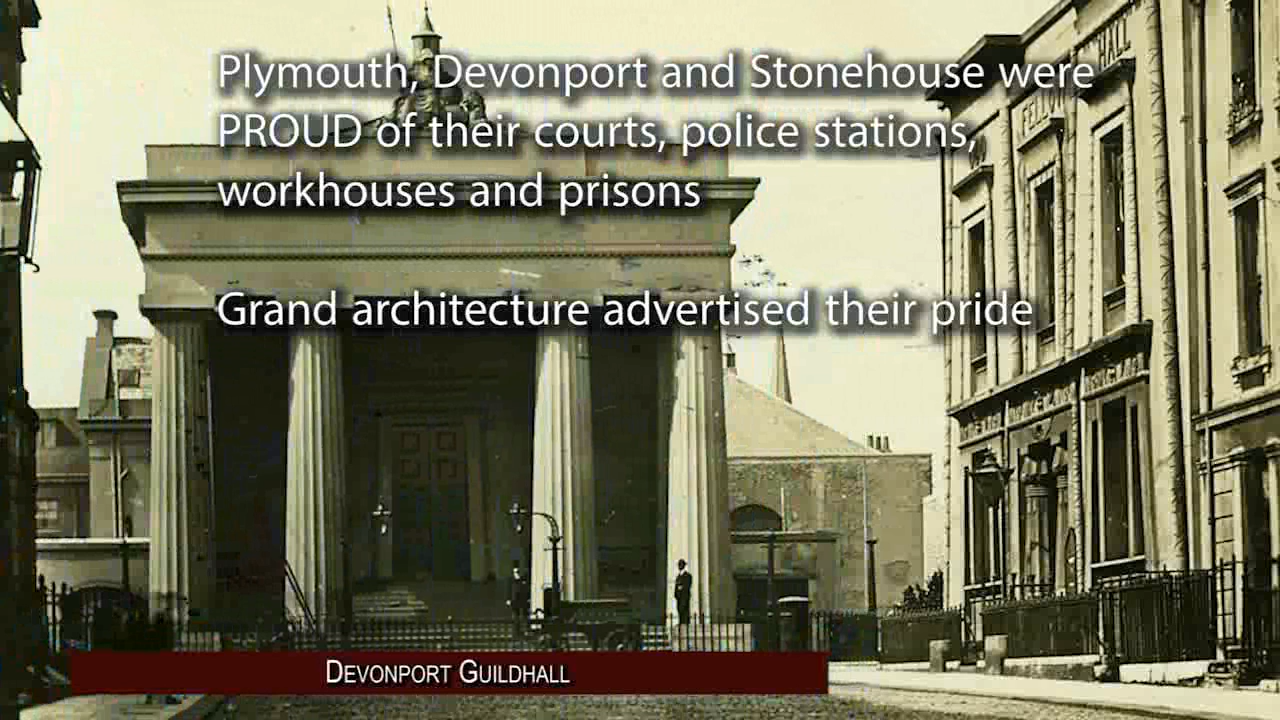 Plymouth, Devonport and Stonehouse were
PROUD of their courts, police stations,
workhouses and prisons
Grand architecture advertised their pride
HALL
DEVONPORT GUILDHALL